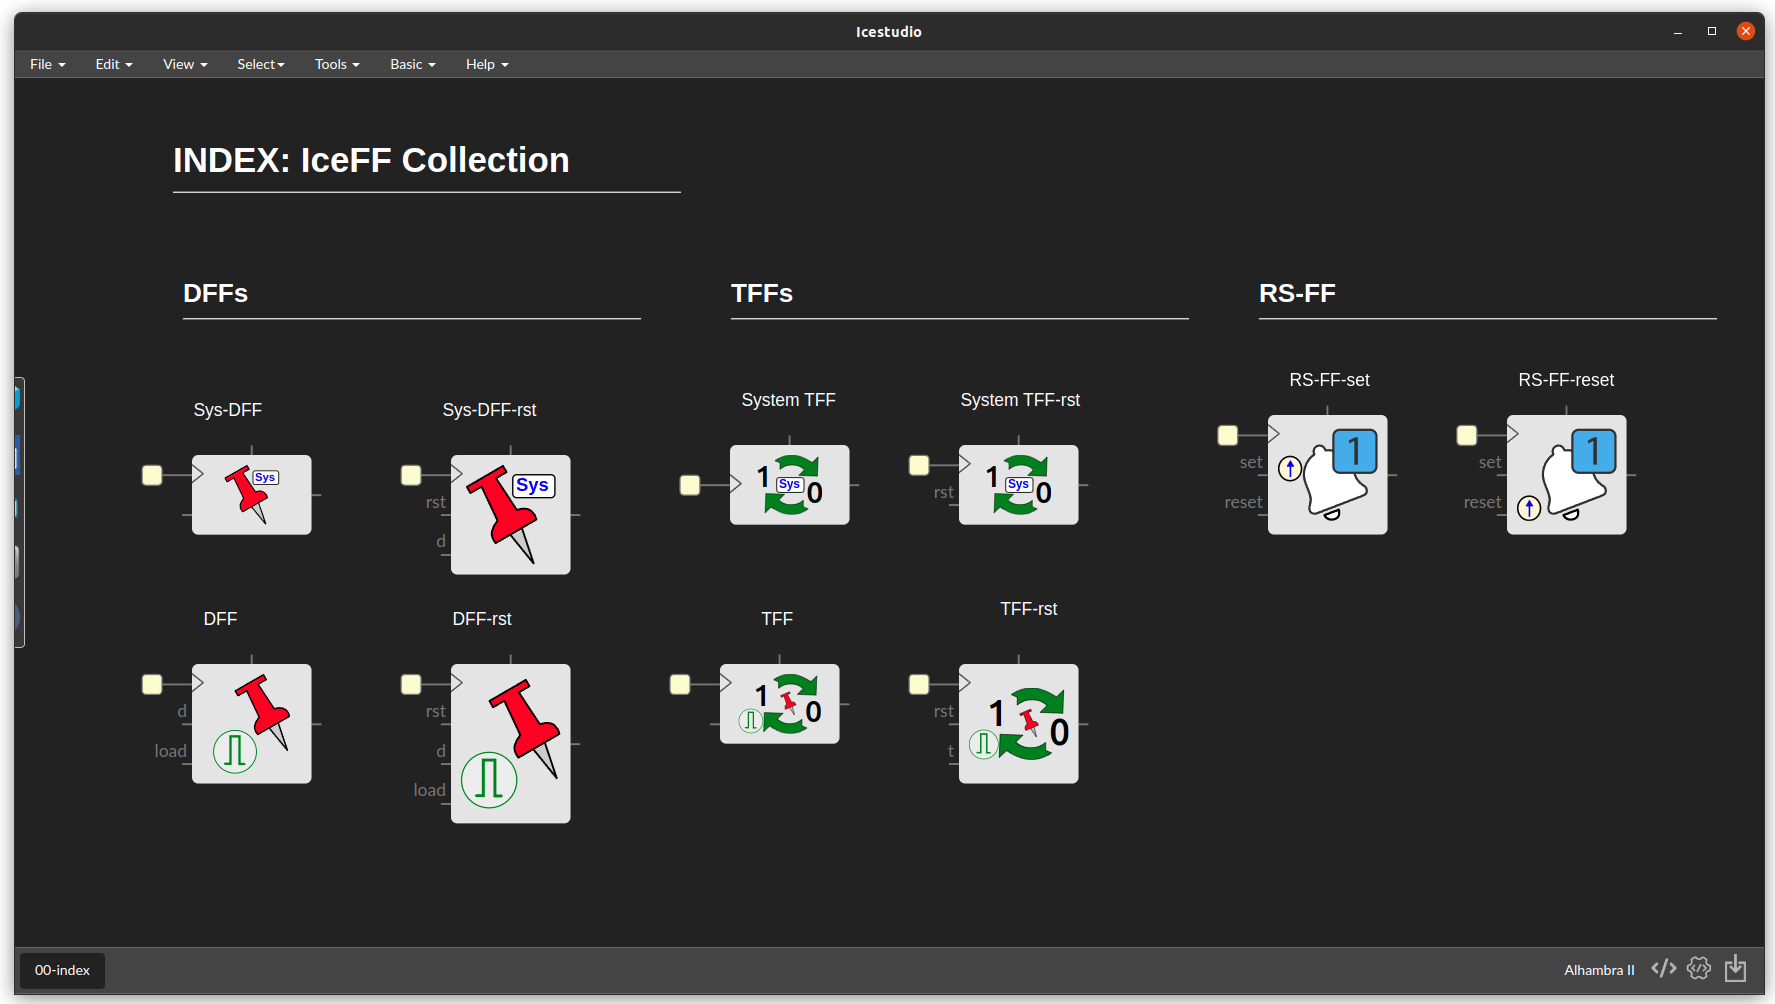 Icestudio
File Edit View Select Tools Basic Help
INDEX: IceFF Collection
DFFs
TFFs
RS-FF
Sys-DFF
Sys
Sys-DFF-rst
rst
d
Sys
DFF
d
load
DFF-rst
rst
d
load
System TFF
1 Sys 0
System TFF-rst
rst
1 Sys 0
TFF
1 0
TFF-rst
rst
t
1 0
RS-FF-set
set
reset
1
RS-FF-reset
set
reset
1
00-index
Alhambra II </> </>